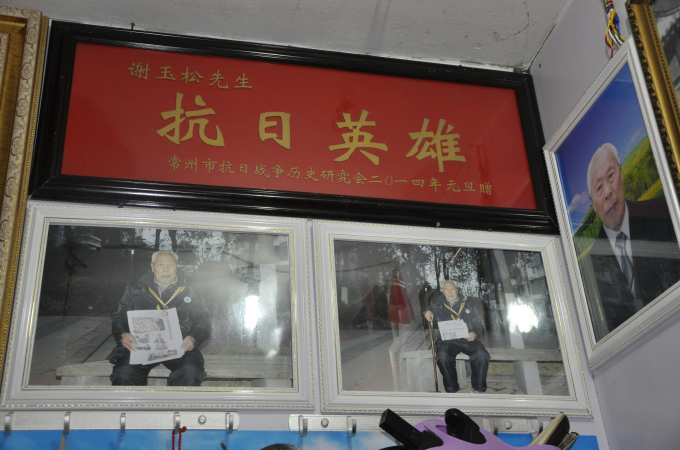 谢玉松先生
抗日英雄
常州市抗日战争历史研究会二〇一四年元旦赠